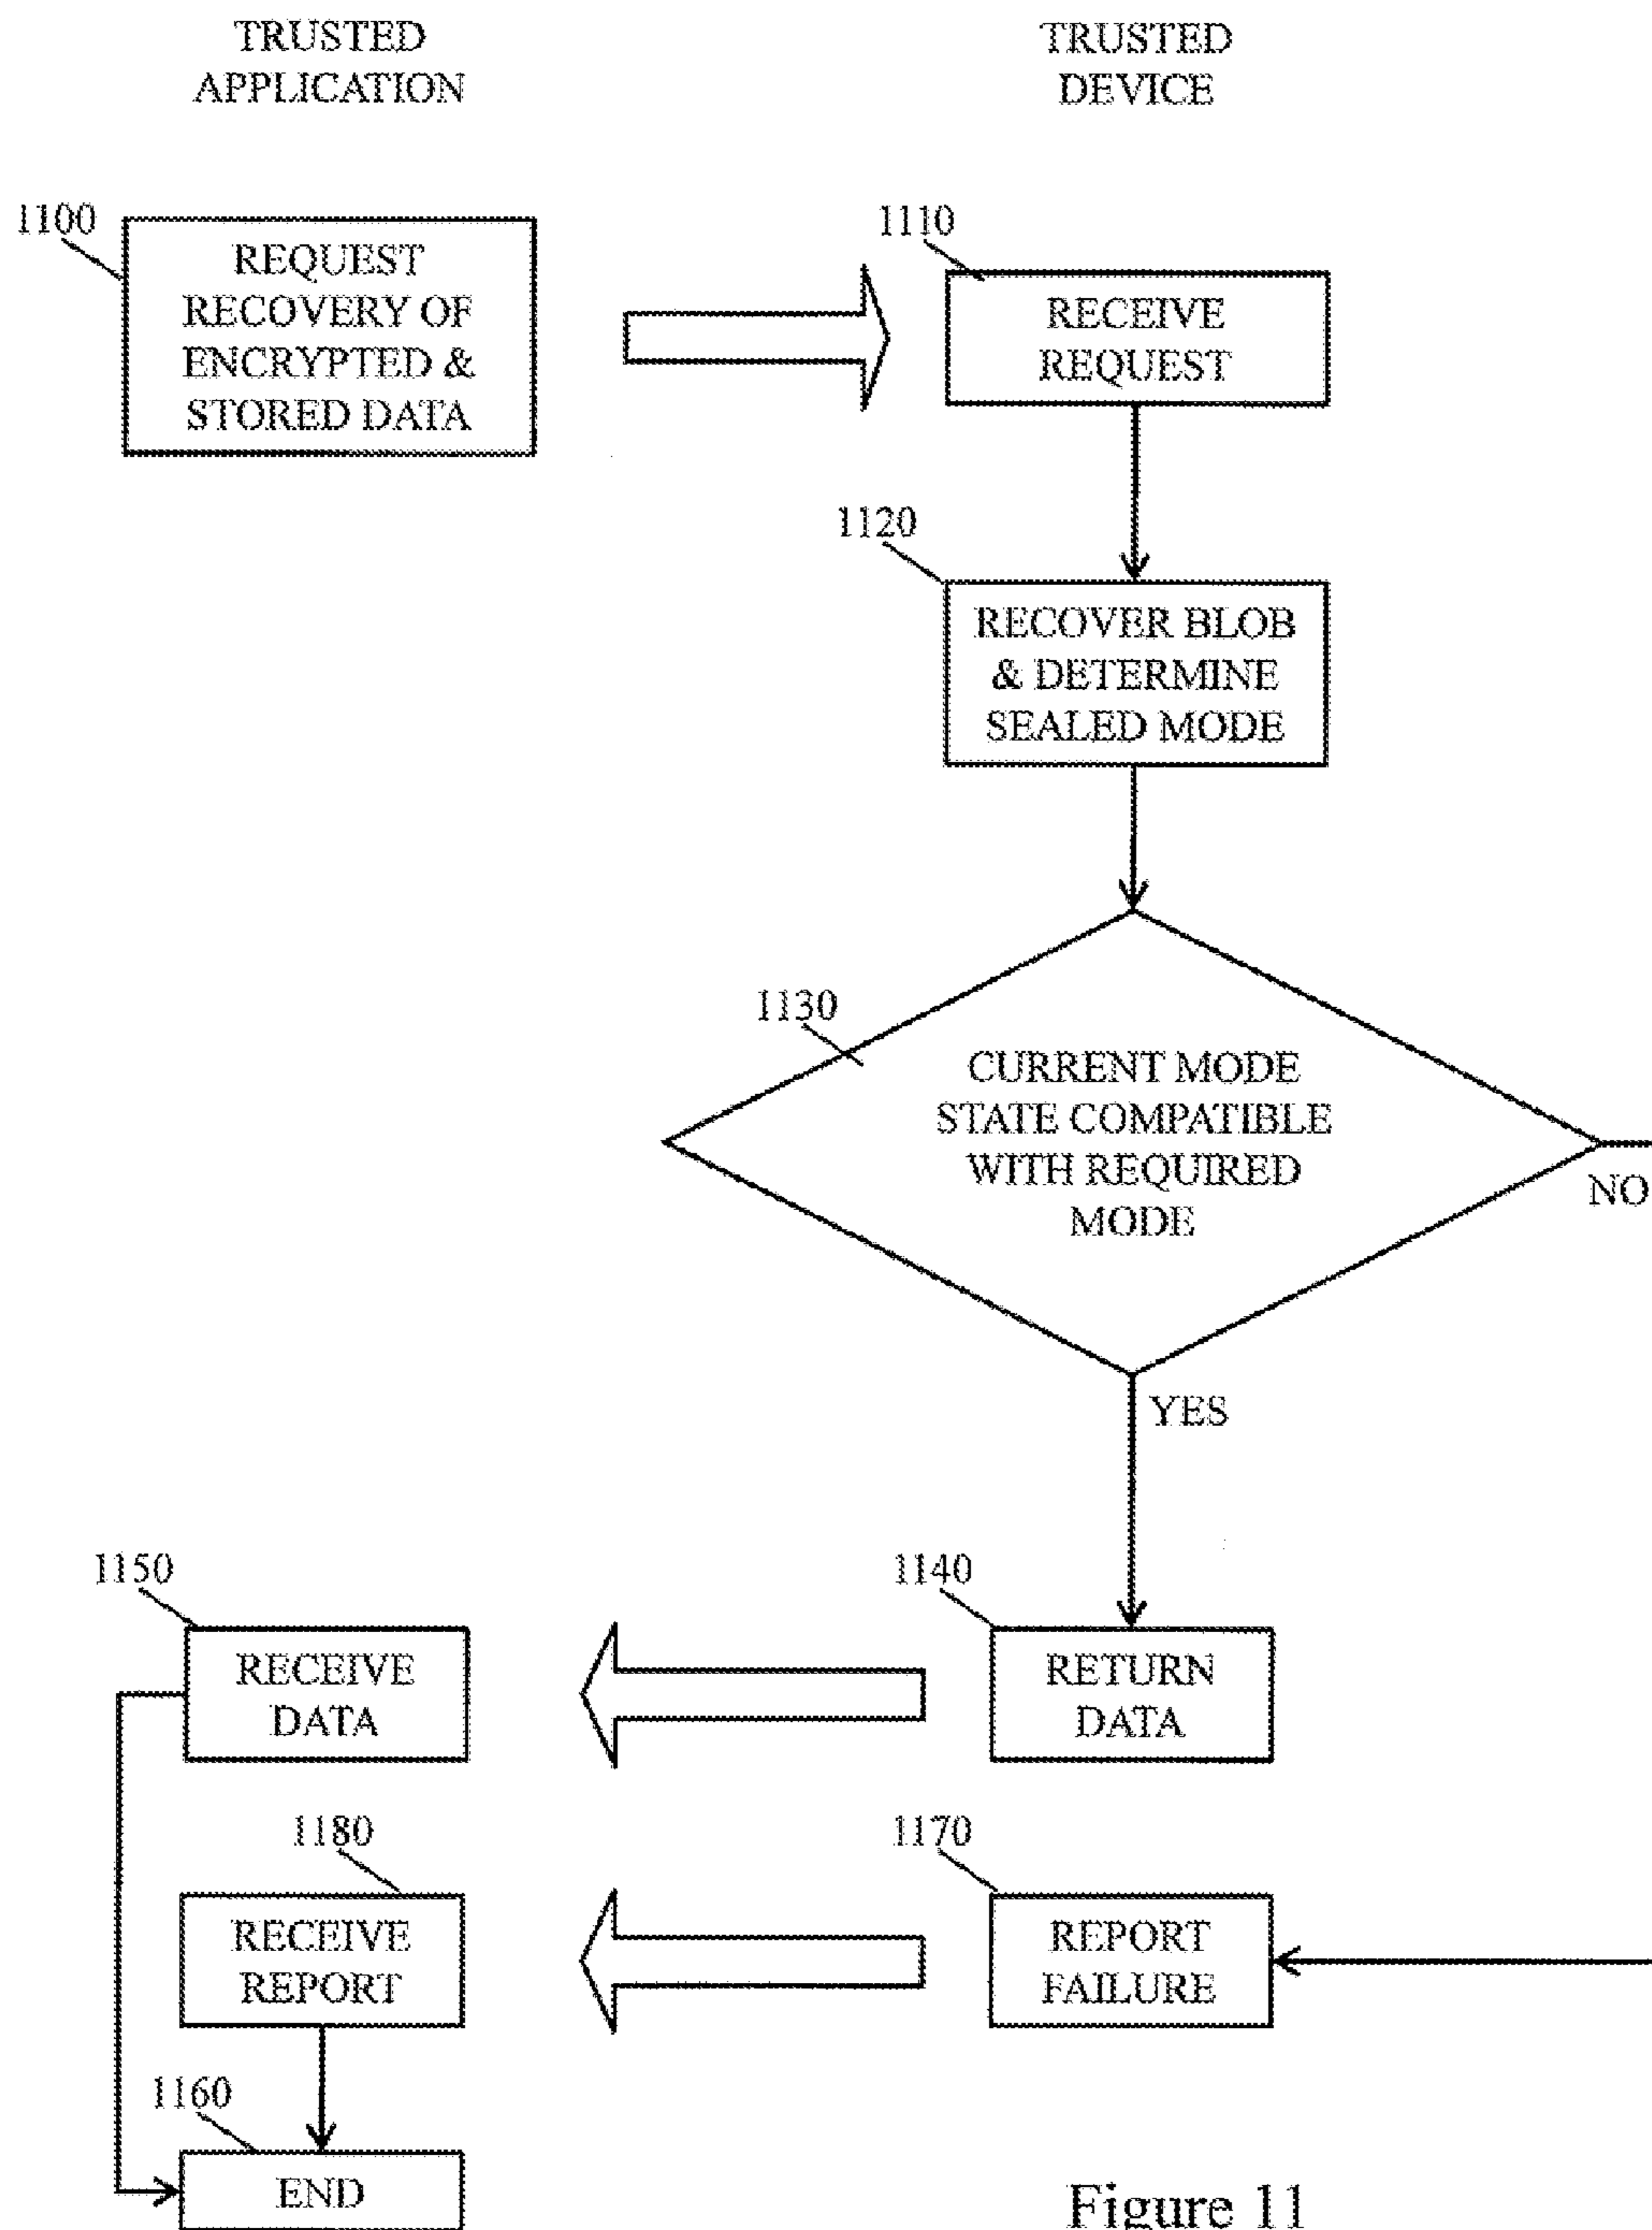 TRUSTED
APPLICATION
TRUSTED
DEVICE
1100
REQUEST
RECOVERY OF
ENCRYPTED &
STORED DATA
1110
RECEIVE
REQUEST
1120
RECOVER BLOB
& DETERMINE
SEALED MODE
1130
CURRENT MODE
STATE COMPATIBLE
WITH REQUIRED
MODE
NO
YES
1150
RECEIVE
DATA
1140
RETURN
DATA
1180
RECEIVE
REPORT
1170
REPORT
FAILURE
1160
END
Figure 11